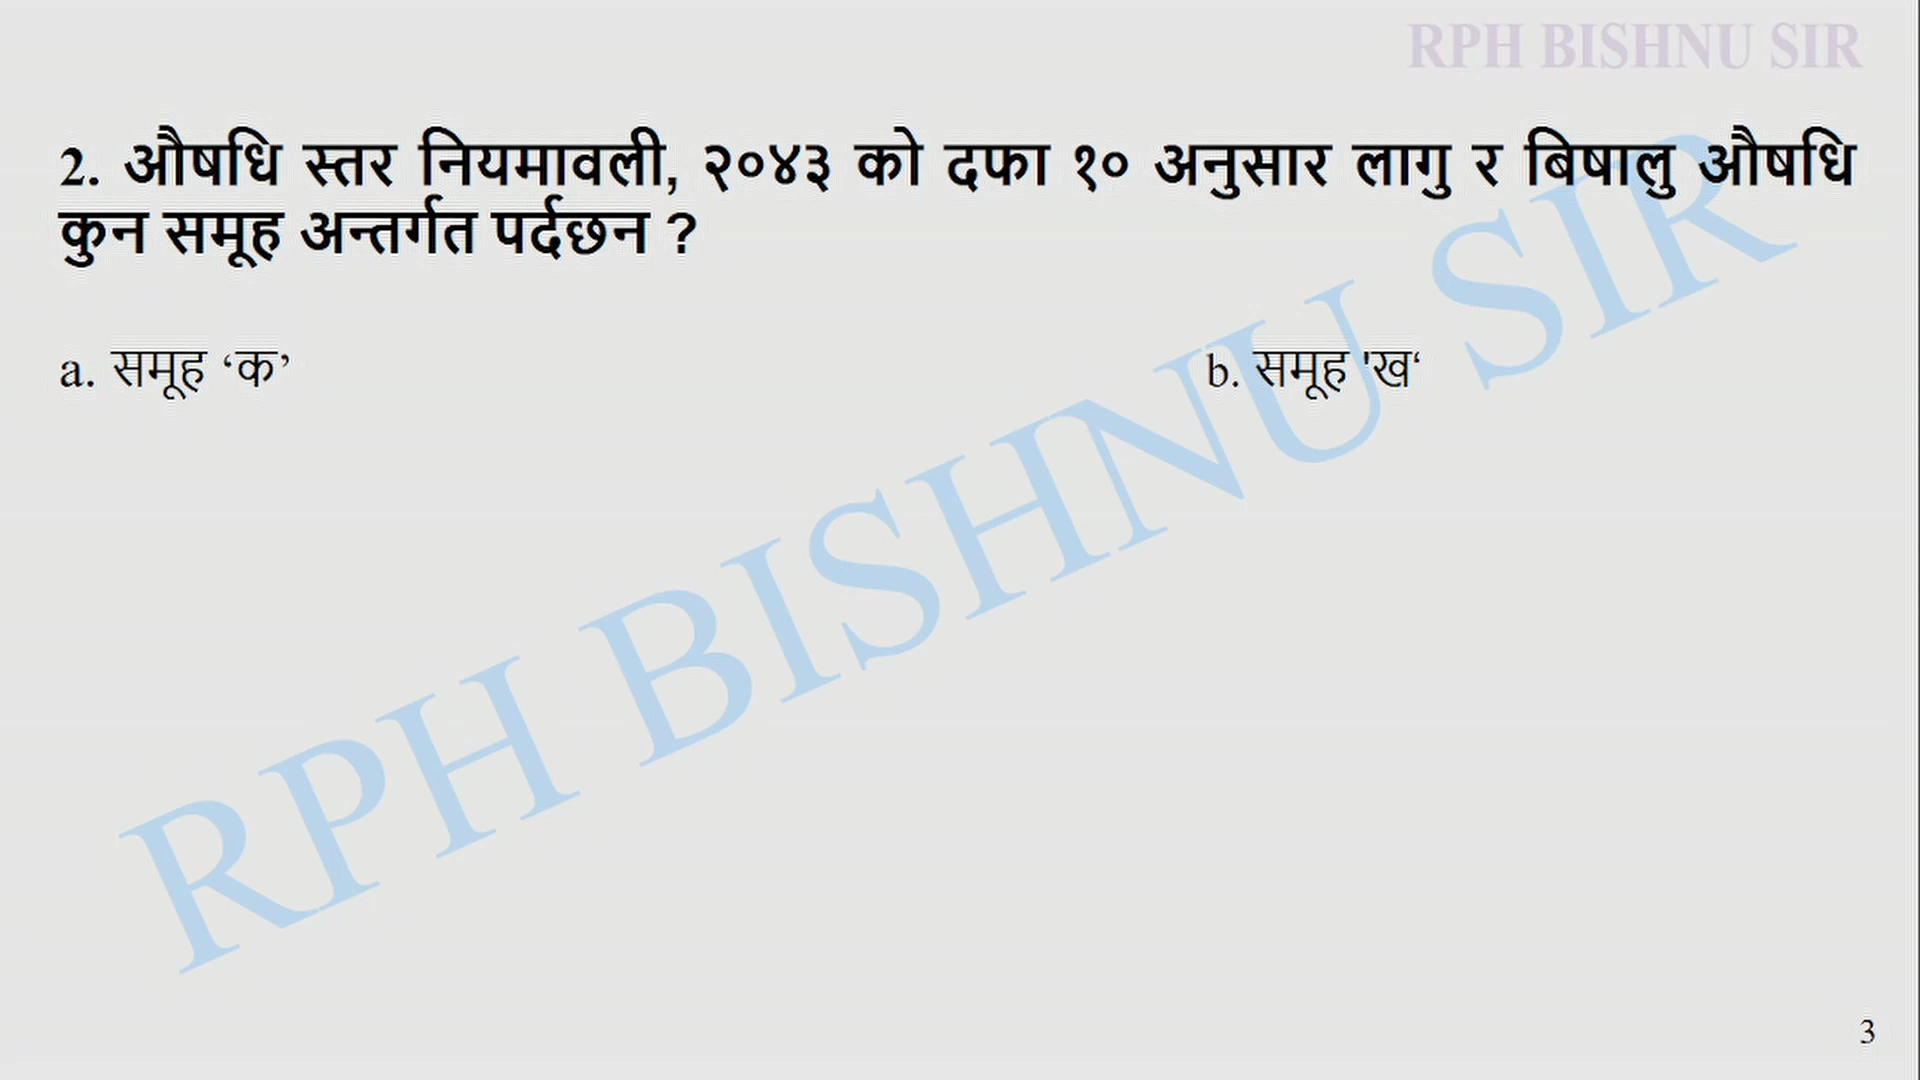 RPH BISHNU SIR
2. औषधि स्तर नियमावली, २०४३ को दफा १० अनुसार लागु र बिषालु औषधि
कुन समूह अन्तर्गत पर्दछन ?
a. समूह ‘क’
b. समूह 'ख‘
RPH BISHNU SIR
3